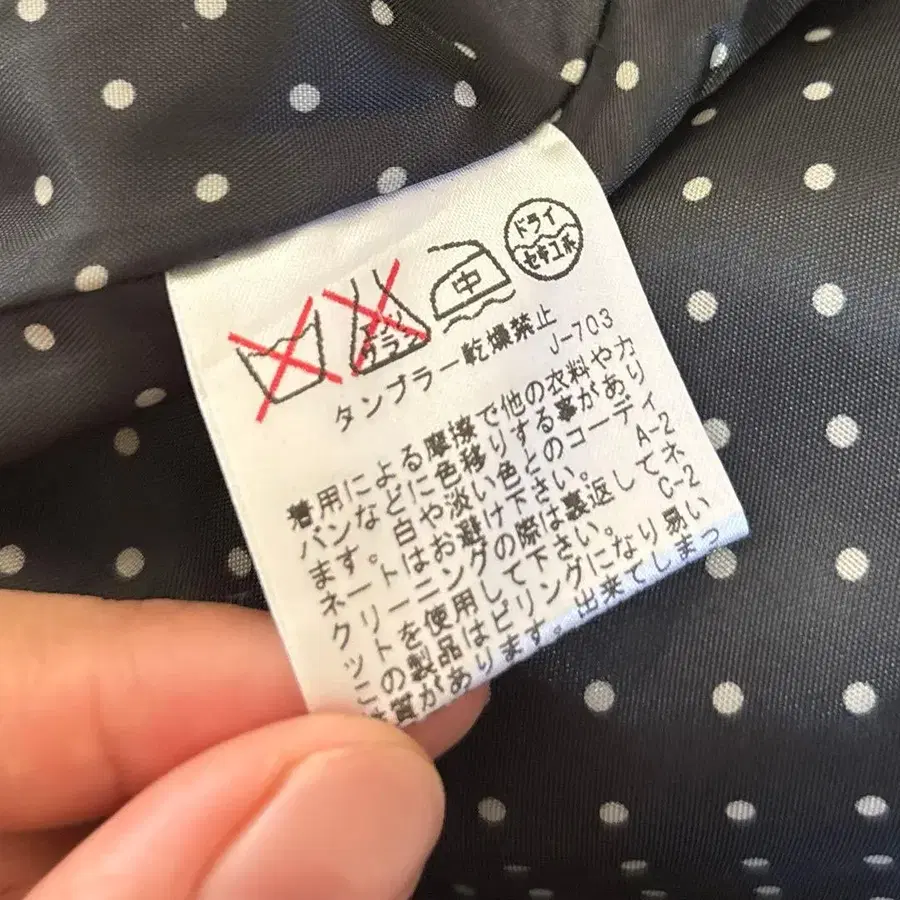 ドライ
セキユ
中
タンブラー乾燥禁止
J-703
着用による摩擦で他の衣料やカ
バンなどに色移りする事があり
ます。白や淡い色とのコーディ
A-2
ネートはお避け下さい。
クリーニングの際は裏返してネ
C-2
ットを使用して下さい。
この製品はピリングになり易い
質があります。出来てしまっ